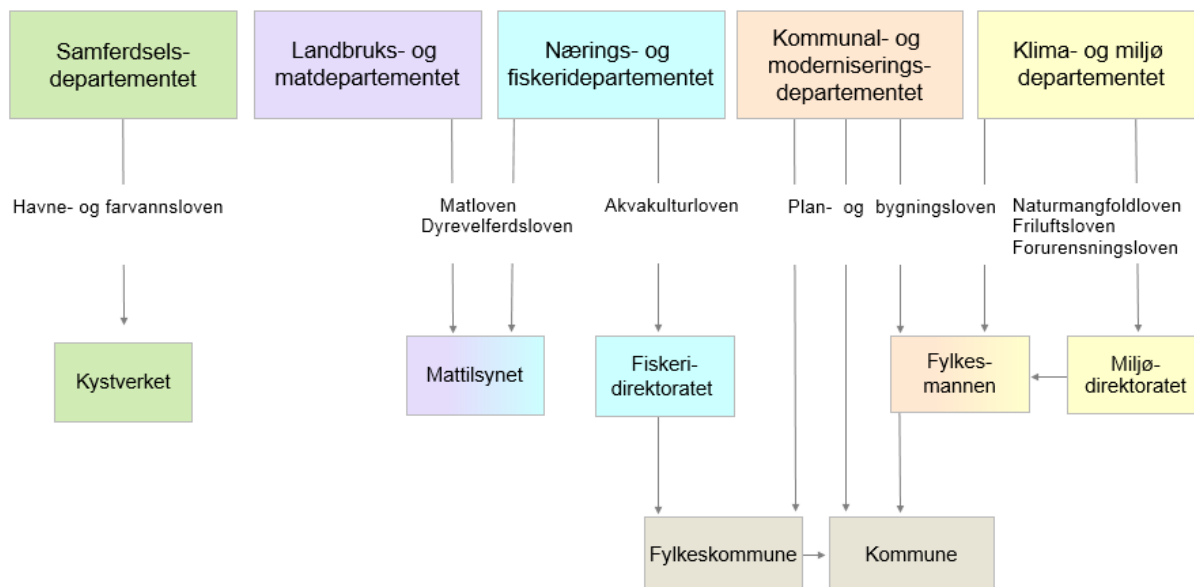 Samferdsels-
departementet
Landbruks- og
matdepartementet
Nærings- og
fiskeridepartementet
Kommunal- og
moderniserings-
departementet
Klima- og miljø
departementet
Havne- og farvannsloven
Matloven
Dyrevelferdsloven
Akvakulturloven
Plan- og bygningsloven
Naturmangfoldloven
Friluftsloven
Forurensningsloven
Kystverket
Mattilsynet
Fiskeri-
direktoratet
Fylkes-
mannen
Miljø-
direktoratet
Fylkeskommune
Kommune